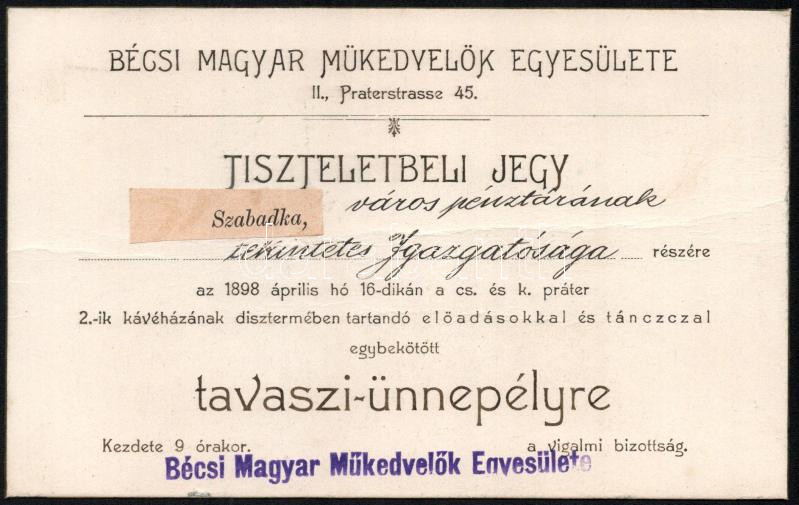 BÉCSI MAGYAR MŰKEDVELŐK EGYESÜLETE
II., Praterstrasse 45.
TISZTELETBELI JEGY
Szabadka, város pénztárának
tekintetes Igazgatósága részére
az 1898 április hó 16-dikán a cs. és k. práter
2.-ik kávéházának disztermében tartandó előadásokkal és tánczczal
egybekötött
tavaszi-ünnepélyre
Kezdete 9 órakor. a vigalmi bizottság.
Bécsi Magyar Műkedvelők Egyesülete